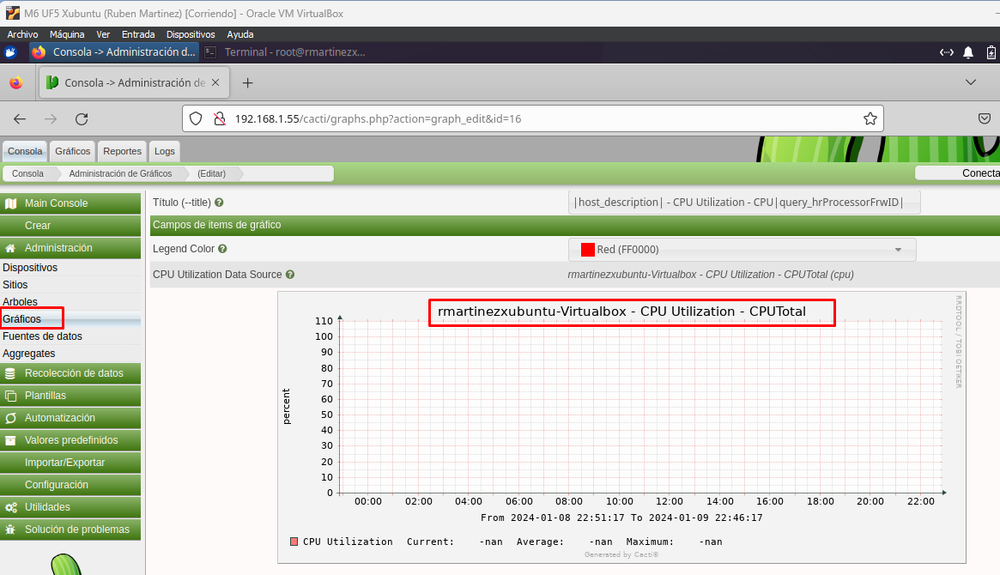 M6 UF5 Xubuntu (Ruben Martinez) [Corriendo] - Oracle VM VirtualBox
Archivo Máquina Ver Entrada Dispositivos Ayuda
Consola -> Administración d... Terminal - root@rmartinezx...
Consola -> Administración de
192.168.1.55/cacti/graphs.php?action=graph_edit&id=16
Consola Gráficos Reportes Logs
Consola Administración de Gráficos (Editar) Conecta
Main Console
Crear
Administración
Dispositivos
Sitios
Arboles
Gráficos
Fuentes de datos
Aggregates
Recolección de datos
Plantillas
Automatización
Valores predefinidos
Importar/Exportar
Configuración
Utilidades
Solución de problemas
Título (--title) |host_description| - CPU Utilization - CPU|query_hrProcessorFrwID|
Campos de items de gráfico
Legend Color Red (FF0000)
CPU Utilization Data Source rmartinezxubuntu-Virtualbox - CPU Utilization - CPUTotal (cpu)
rmartinezxubuntu-Virtualbox - CPU Utilization - CPUTotal
RRDTOOL / TOBI OETIKER
percent
110
100
90
80
70
60
50
40
30
20
10
0
00:00 02:00 04:00 06:00 08:00 10:00 12:00 14:00 16:00 18:00 20:00 22:00
From 2024-01-08 22:51:17 To 2024-01-09 22:46:17
CPU Utilization Current: -nan Average: -nan Maximum: -nan
Generated by Cacti®